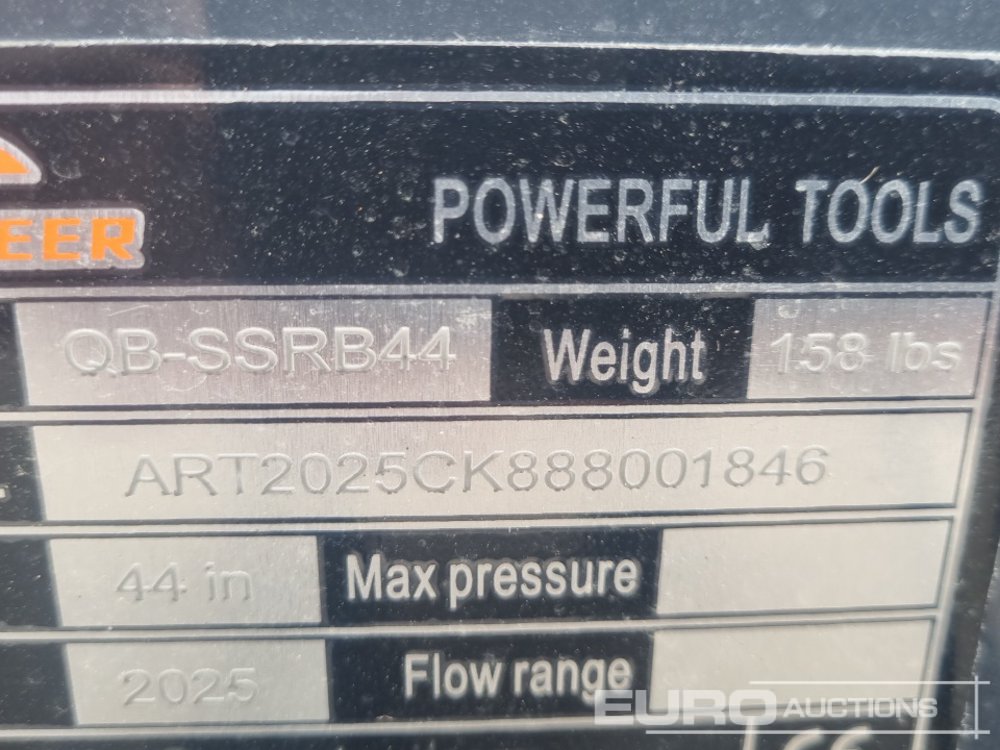 POWERFUL TOOLS
EER
QB-SSRB44 Weight 158 lbs
ART2025CK888001846
44 in Max pressure
2025 Flow range
EURO AUCTIONS